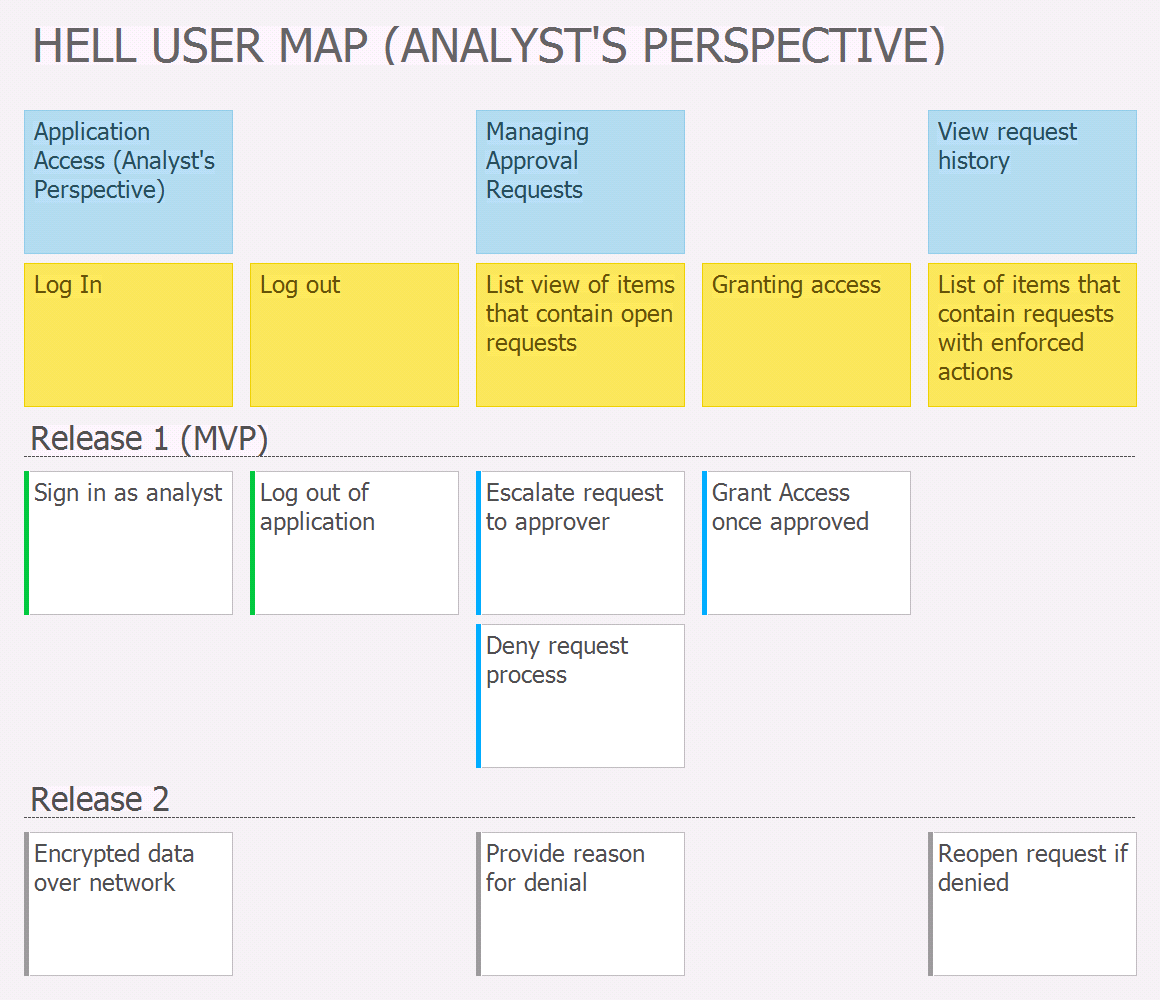 HELL USER MAP (ANALYST'S PERSPECTIVE)
Application
Access (Analyst's
Perspective)
Managing
Approval
Requests
View request
history
Log In
Log out
List view of items
that contain open
requests
Granting access
List of items that
contain requests
with enforced
actions
Release 1 (MVP)
Sign in as analyst
Log out of
application
Escalate request
to approver
Grant Access
once approved
Deny request
process
Release 2
Encrypted data
over network
Provide reason
for denial
Reopen request if
denied